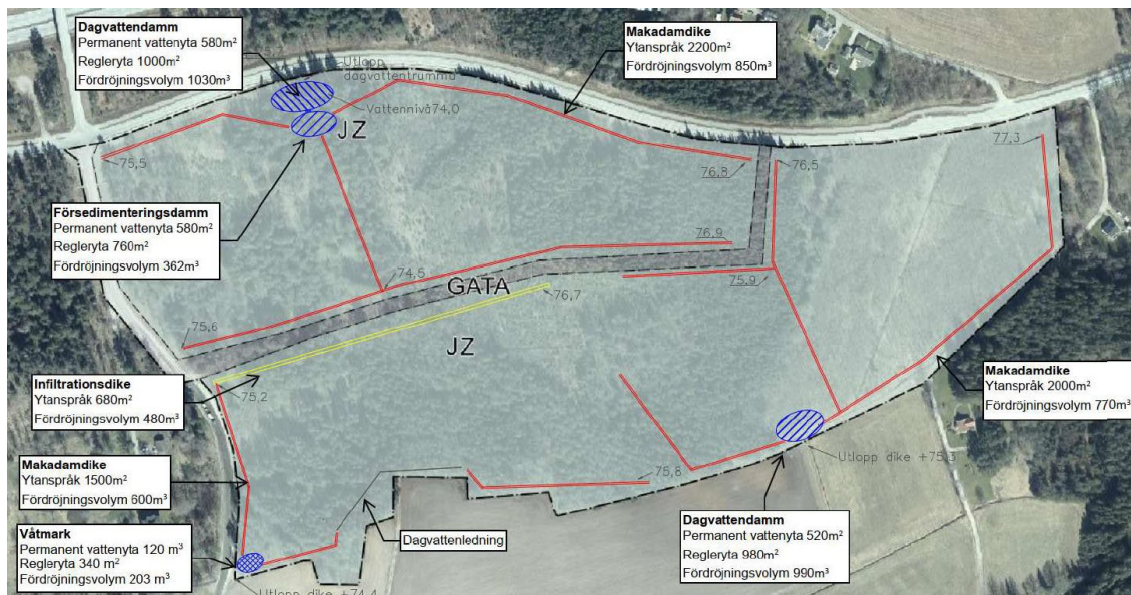 Dagvattendamm
Permanent vattenyta 580m²
Regleryta 1000m²
Fördröjningsvolym 1030m³
Makadamdike
Ytanspråk 2200m²
Fördröjningsvolym 850m³
Utlopp
dagvattentrumma
Vattennivå74,0
JZ
75,5
76,8
76,5
77,3
Försedimenteringsdamm
Permanent vattenyta 580m²
Regleryta 760m²
Fördröjningsvolym 362m³
76,9
74,5
GATA
75,9
76,7
75,6
JZ
Infiltrationsdike
Ytanspråk 680m²
Fördröjningsvolym 480m³
75,2
Makadamdike
Ytanspråk 2000m²
Fördröjningsvolym 770m³
Makadamdike
Ytanspråk 1500m²
Fördröjningsvolym 600m³
Utlopp dike +75,3
75,8
Våtmark
Permanent vattenyta 120 m³
Regleryta 340 m²
Fördröjningsvolym 203 m³
Dagvattenledning
Dagvattendamm
Permanent vattenyta 520m²
Regleryta 980m²
Fördröjningsvolym 990m³
Utlopp dike +74,4